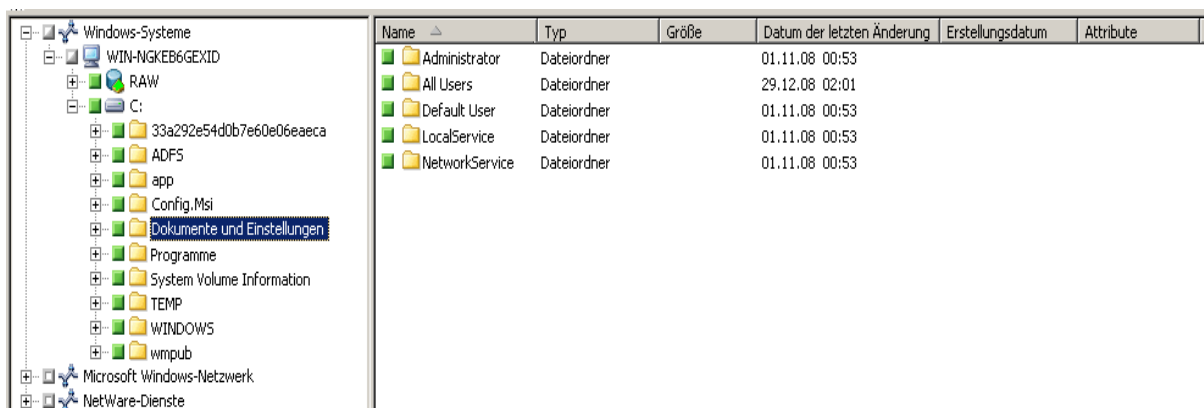 Windows-Systeme
WIN-NGKEB6GEXID
RAW
C:
33a292e54d0b7e60e06eaeca
ADFS
app
Config.Msi
Dokumente und Einstellungen
Programme
System Volume Information
TEMP
WINDOWS
wmpub
Microsoft Windows-Netzwerk
NetWare-Dienste
Name Typ Größe Datum der letzten Änderung Erstellungsdatum Attribute
Administrator Dateiordner 01.11.08 00:53
All Users Dateiordner 29.12.08 02:01
Default User Dateiordner 01.11.08 00:53
LocalService Dateiordner 01.11.08 00:53
NetworkService Dateiordner 01.11.08 00:53